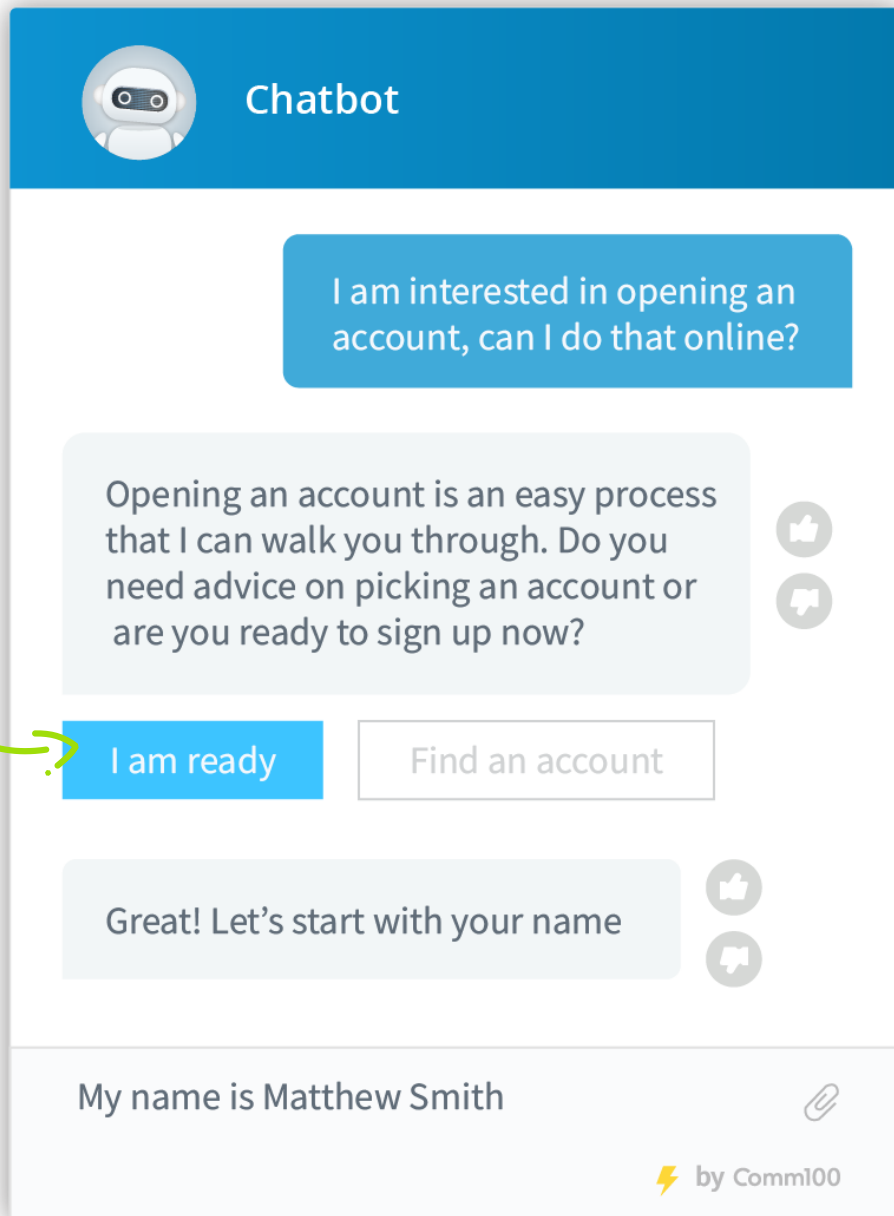 Chatbot
I am interested in opening an
account, can I do that online?
Opening an account is an easy process
that I can walk you through. Do you
need advice on picking an account or
are you ready to sign up now?
I am ready
Find an account
Great! Let’s start with your name
My name is Matthew Smith
by Comm100